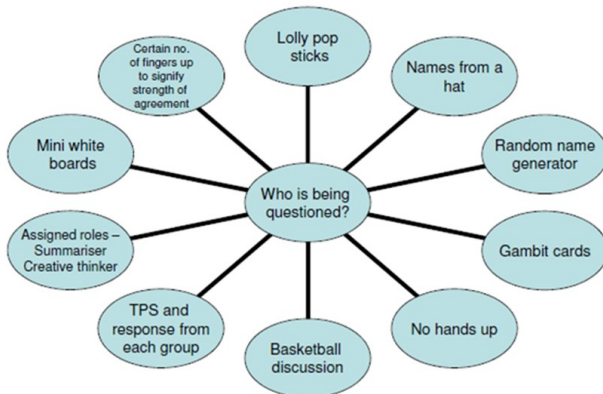 Lolly pop
sticks
Certain no.
of fingers up
to signify
strength of
agreement
Names from a
hat
Mini white
boards
Random name
generator
Who is being
questioned?
Assigned roles –
Summariser
Creative thinker
Gambit cards
TPS and
response from
each group
Basketball
discussion
No hands up